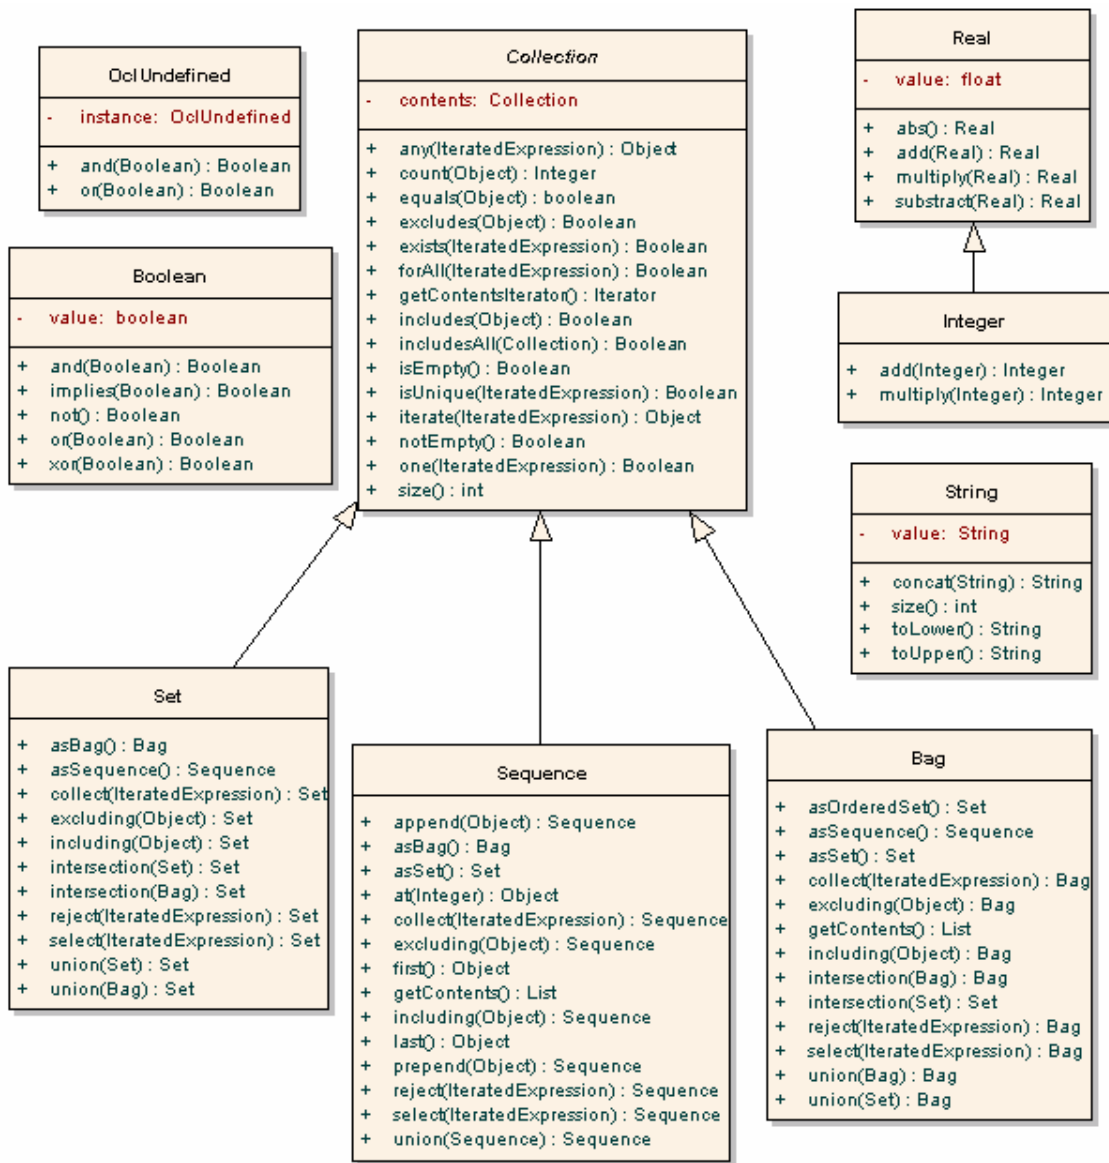 OclUndefined
- instance: OclUndefined
+ and(Boolean) : Boolean
+ or(Boolean) : Boolean
Boolean
- value: boolean
+ and(Boolean) : Boolean
+ implies(Boolean) : Boolean
+ not() : Boolean
+ or(Boolean) : Boolean
+ xor(Boolean) : Boolean
Collection
- contents: Collection
+ any(IteratedExpression) : Object
+ count(Object) : Integer
+ equals(Object) : boolean
+ excludes(Object) : Boolean
+ exists(IteratedExpression) : Boolean
+ forAll(IteratedExpression) : Boolean
+ getContentsIterator() : Iterator
+ includes(Object) : Boolean
+ includesAll(Collection) : Boolean
+ isEmpty() : Boolean
+ isUnique(IteratedExpression) : Boolean
+ iterate(IteratedExpression) : Object
+ notEmpty() : Boolean
+ one(IteratedExpression) : Boolean
+ size() : int
Real
- value: float
+ abs() : Real
+ add(Real) : Real
+ multiply(Real) : Real
+ substract(Real) : Real
Integer
+ add(Integer) : Integer
+ multiply(Integer) : Integer
String
- value: String
+ concat(String) : String
+ size() : int
+ toLower() : String
+ toUpper() : String
Set
+ asBag() : Bag
+ asSequence() : Sequence
+ collect(IteratedExpression) : Set
+ excluding(Object) : Set
+ including(Object) : Set
+ intersection(Set) : Set
+ intersection(Bag) : Set
+ reject(IteratedExpression) : Set
+ select(IteratedExpression) : Set
+ union(Set) : Set
+ union(Bag) : Set
Sequence
+ append(Object) : Sequence
+ asBag() : Bag
+ asSet() : Set
+ at(Integer) : Object
+ collect(IteratedExpression) : Sequence
+ excluding(Object) : Sequence
+ first() : Object
+ getContents() : List
+ including(Object) : Sequence
+ last() : Object
+ prepend(Object) : Sequence
+ reject(IteratedExpression) : Sequence
+ select(IteratedExpression) : Sequence
+ union(Sequence) : Sequence
Bag
+ asOrderedSet() : Set
+ asSequence() : Sequence
+ asSet() : Set
+ collect(IteratedExpression) : Bag
+ excluding(Object) : Bag
+ getContents() : List
+ including(Object) : Bag
+ intersection(Bag) : Bag
+ intersection(Set) : Set
+ reject(IteratedExpression) : Bag
+ select(IteratedExpression) : Bag
+ union(Bag) : Bag
+ union(Set) : Bag